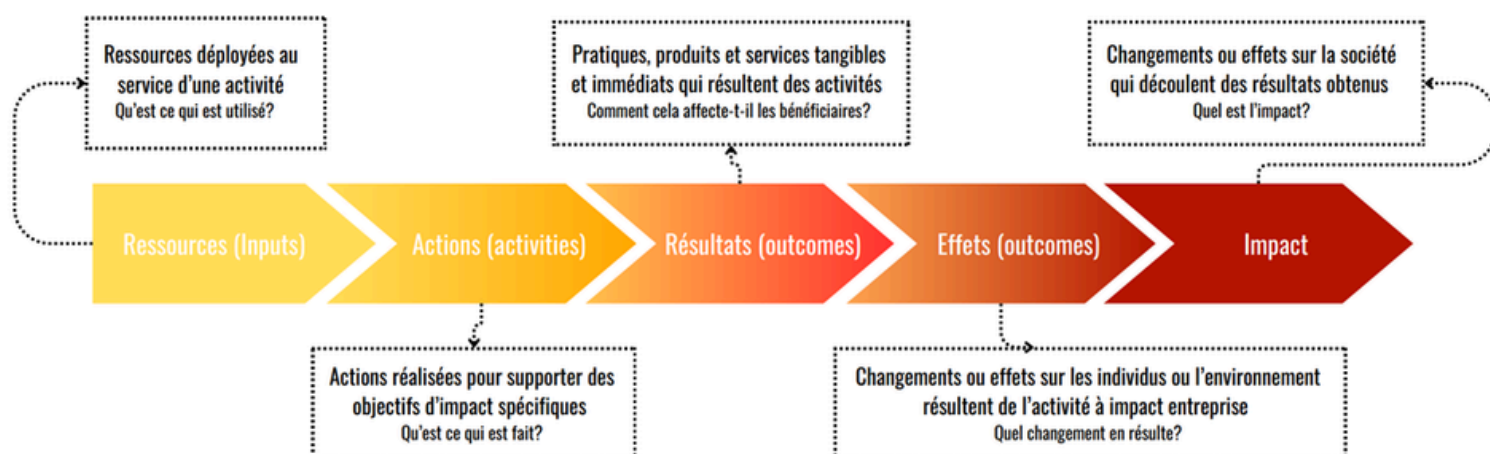 Ressources déployées au
service d'une activité
Qu'est ce qui est utilisé?
Pratiques, produits et services tangibles
et immédiats qui résultent des activités
Comment cela affecte-t-il les bénéficiaires?
Changements ou effets sur la société
qui découlent des résultats obtenus
Quel est l'impact?
Ressources (Inputs)
Actions (activities)
Résultats (outcomes)
Effets (outcomes)
Impact
Actions réalisées pour supporter des
objectifs d'impact spécifiques
Qu'est ce qui est fait?
Changements ou effets sur les individus ou l'environnement
résultent de l'activité à impact entreprise
Quel changement en résulte?